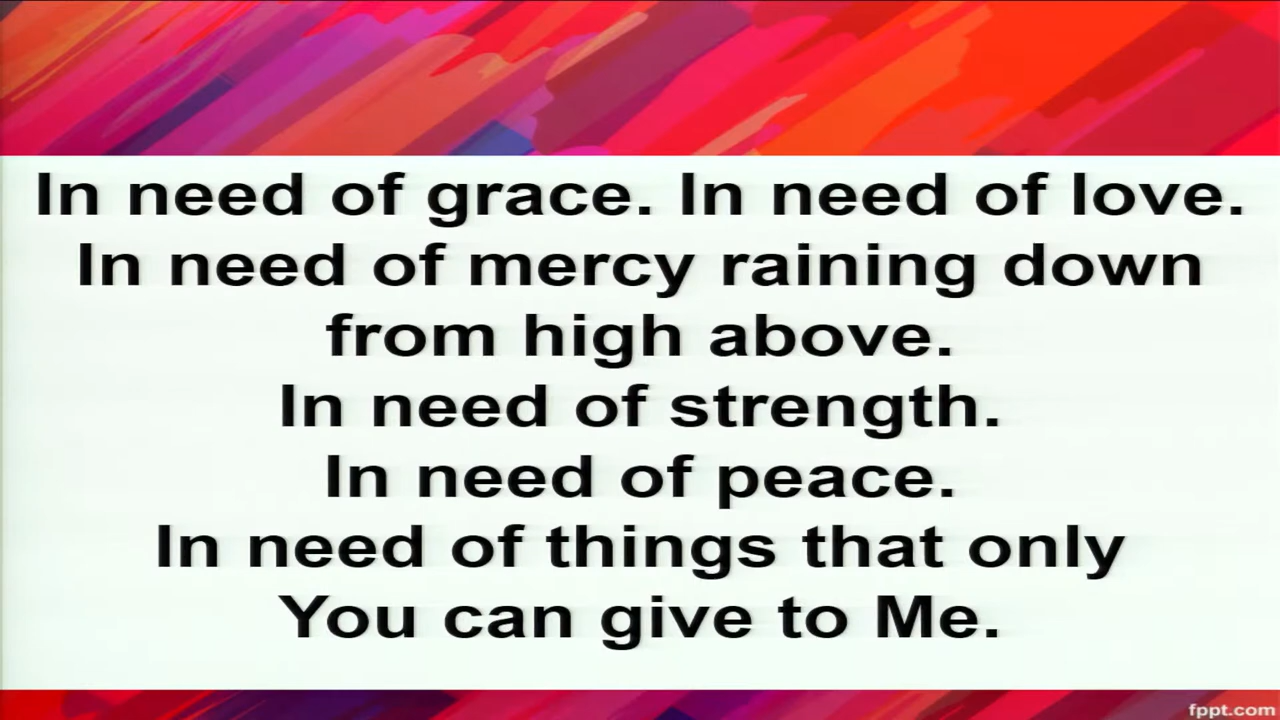 In need of grace. In need of love.
In need of mercy raining down
from high above.
In need of strength.
In need of peace.
In need of things that only
You can give to Me.
fppt.com